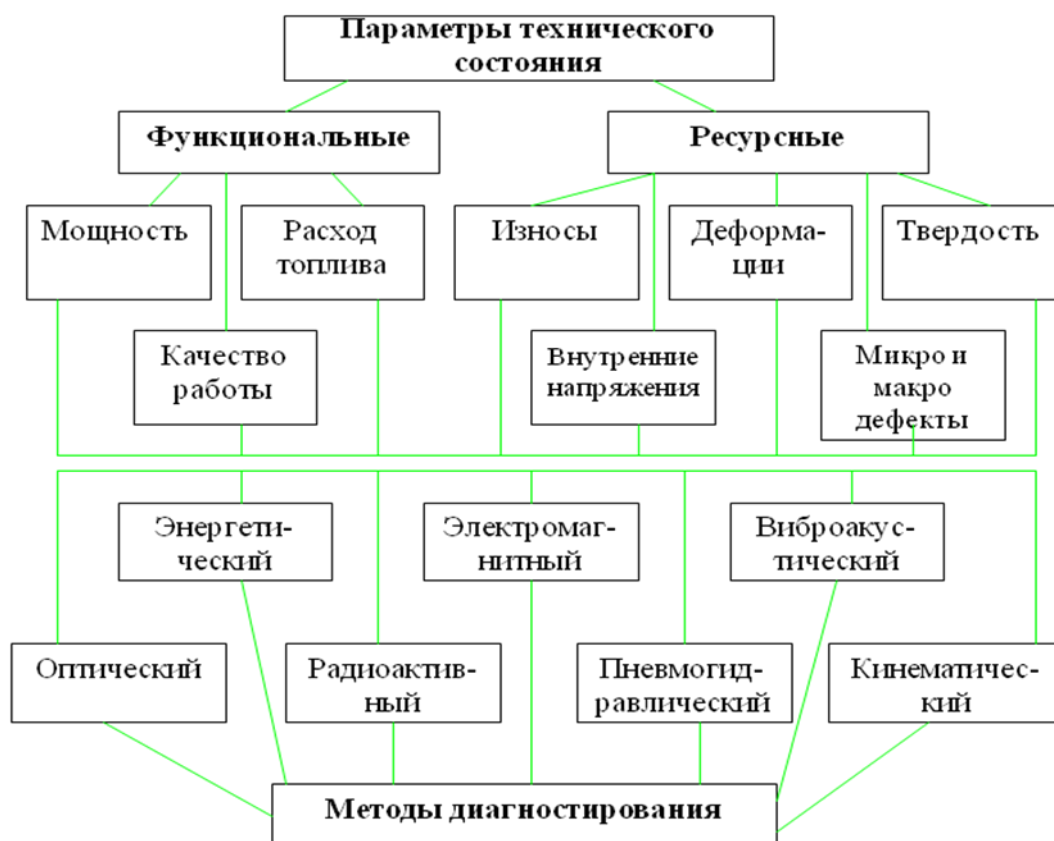 Параметры технического
состояния
Функциональные
Ресурсные
Мощность
Расход
топлива
Износы
Деформа-
ции
Твердость
Качество
работы
Внутренние
напряжения
Микро и
макро
дефекты
Энергети-
ческий
Электромаг-
нитный
Виброакус-
тический
Оптический
Радиоактив-
ный
Пневмогид-
равлический
Кинематичес-
кий
Методы диагностирования